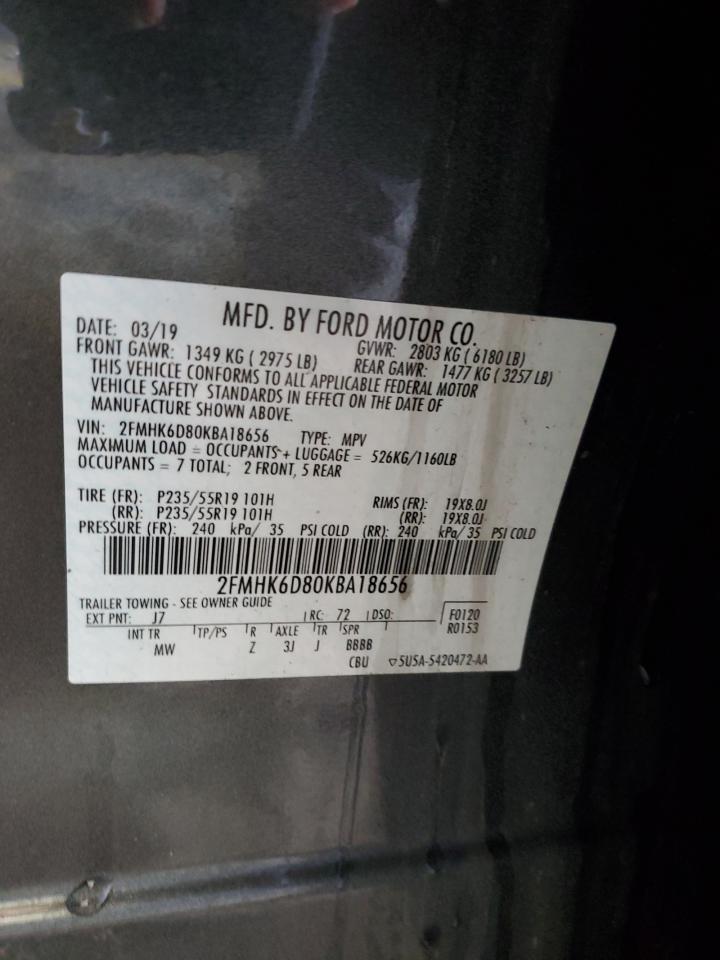 MFD. BY FORD MOTOR CO.
DATE: 03/19 GVWR: 2803 KG ( 6180 LB)
FRONT GAWR: 1349 KG ( 2975 LB) REAR GAWR: 1477 KG ( 3257 LB)
THIS VEHICLE CONFORMS TO ALL APPLICABLE FEDERAL MOTOR
VEHICLE SAFETY STANDARDS IN EFFECT ON THE DATE OF
MANUFACTURE SHOWN ABOVE.
VIN: 2FMHK6D80KBA18656 TYPE: MPV
MAXIMUM LOAD = OCCUPANTS + LUGGAGE = 526KG/1160LB
OCCUPANTS = 7 TOTAL; 2 FRONT, 5 REAR
TIRE (FR): P235/55R19 101H RIMS (FR): 19X8.0J
(RR): P235/55R19 101H (RR): 19X8.0J
PRESSURE (FR): 240 kPa/ 35 PSI COLD (RR): 240 kPa/ 35 PSI COLD
2FMHK6D80KBA18656
TRAILER TOWING - SEE OWNER GUIDE
EXT PNT: J7 RC: 72 DSO: F0120
INT TR TP/PS R AXLE TR SPR R0153
MW Z 3J J BBBB
CBU ▽5U5A-5420472-AA